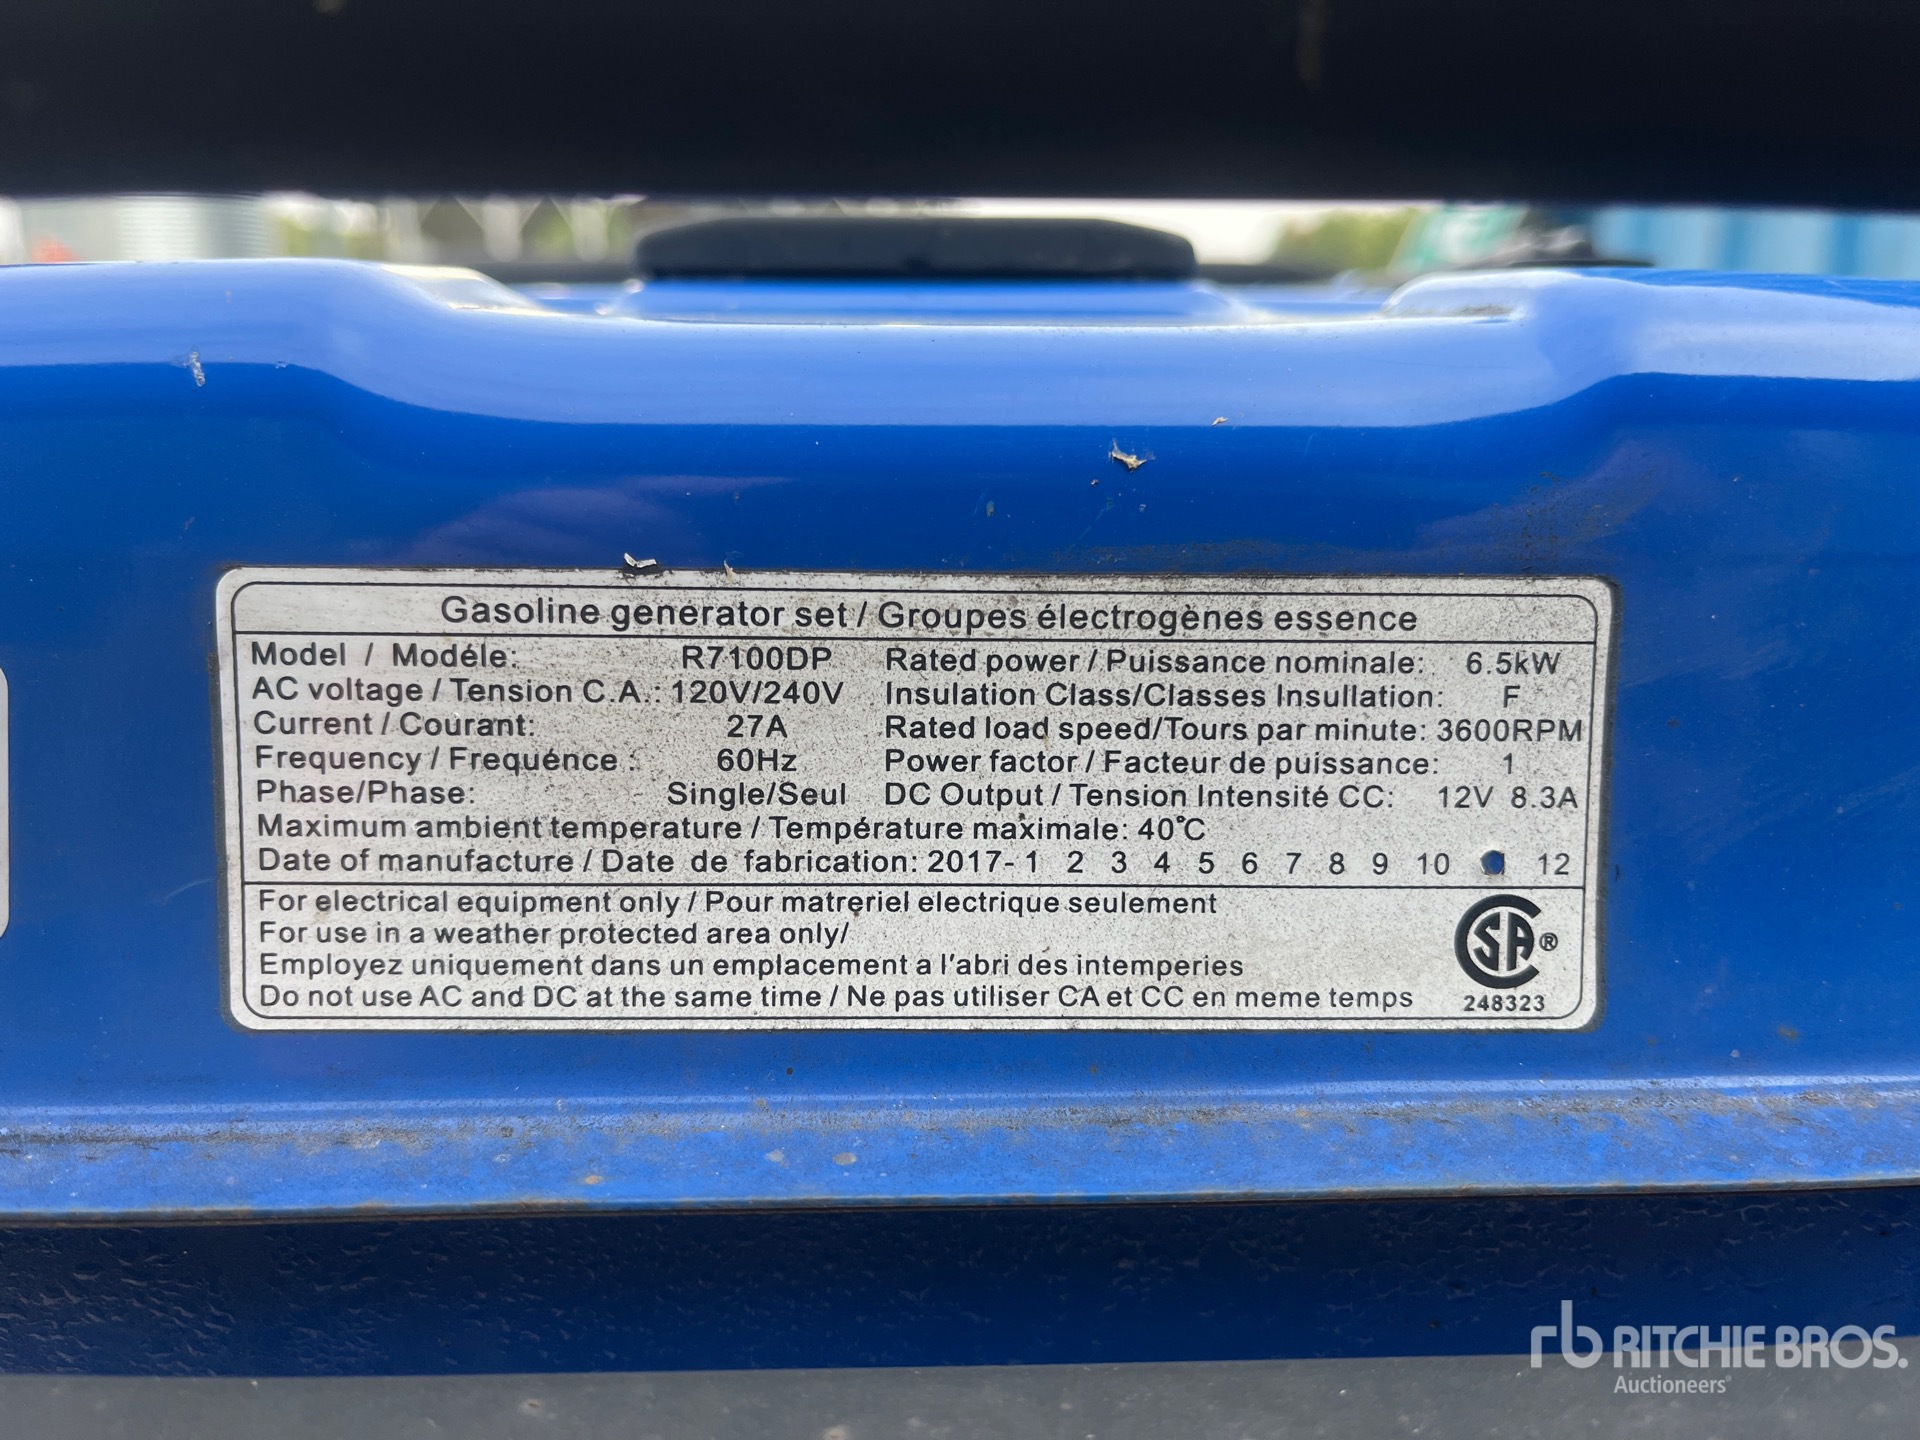 Gasoline generator set / Groupes électrogènes essence
Model / Modéle: R7100DP Rated power / Puissance nominale: 6.5kW
AC voltage / Tension C.A.: 120V/240V Insulation Class/Classes Insullation: F
Current / Courant: 27A Rated load speed/Tours par minute: 3600RPM
Frequency / Frequénce : 60Hz Power factor / Facteur de puissance: 1
Phase/Phase: Single/Seul DC Output / Tension Intensité CC: 12V 8.3A
Maximum ambient temperature / Température maximale: 40°C
Date of manufacture / Date de fabrication: 2017- 1 2 3 4 5 6 7 8 9 10 12
For electrical equipment only / Pour matreriel electrique seulement
For use in a weather protected area only/
Employez uniquement dans un emplacement a l'abri des intemperies
Do not use AC and DC at the same time / Ne pas utiliser CA et CC en meme temps
CSA ®
248323
rb RITCHIE BROS.
Auctioneers